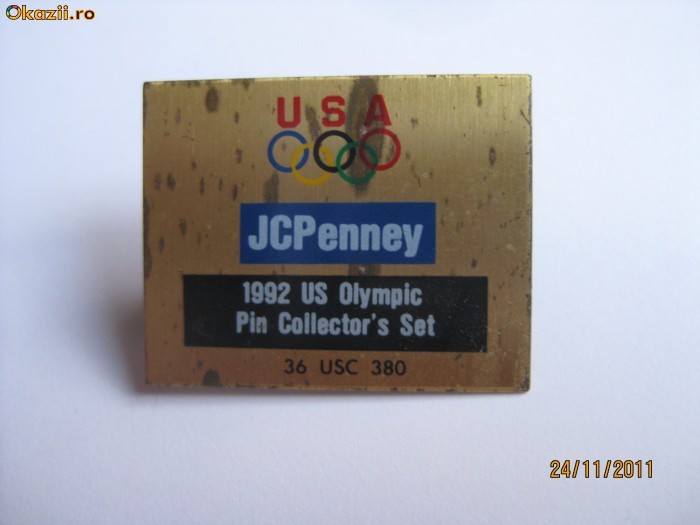 Okazii.ro
USA
JCPenney
1992 US Olympic
Pin Collector's Set
36 USC 380
24/11/2011